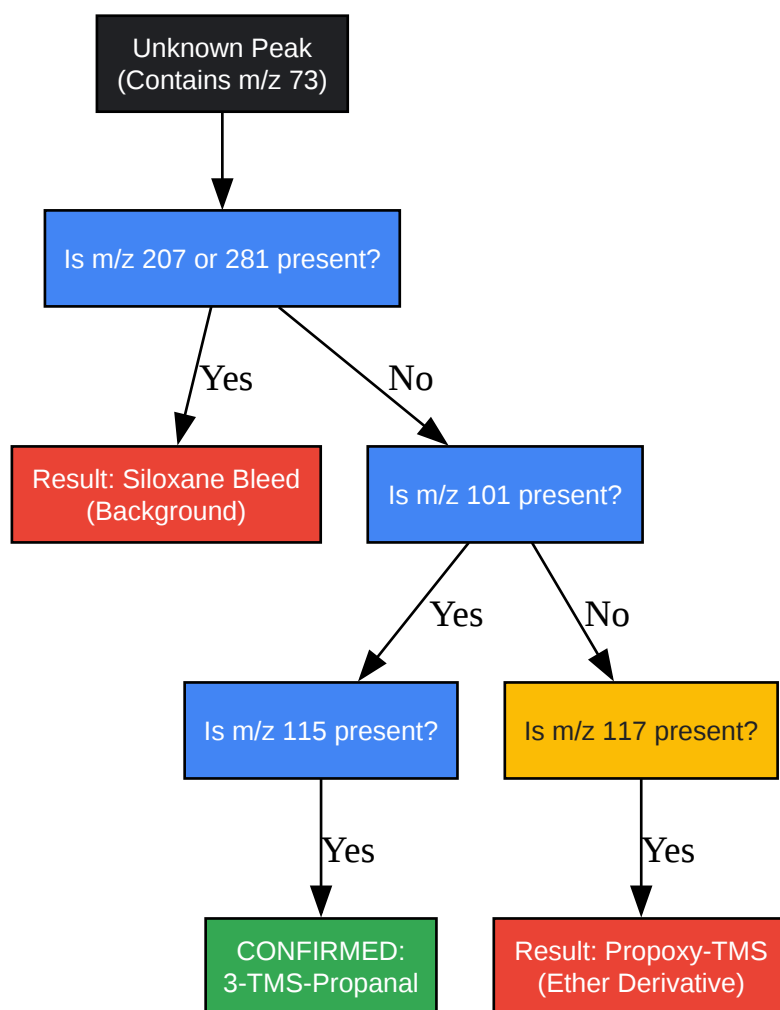 Unknown Peak
(Contains m/z 73)
Is m/z 207 or 281 present?
Yes
No
Result: Siloxane Bleed
(Background)
Is m/z 101 present?
Yes
No
Is m/z 115 present?
Is m/z 117 present?
Yes
Yes
CONFIRMED:
3-TMS-Propanal
Result: Propoxy-TMS
(Ether Derivative)